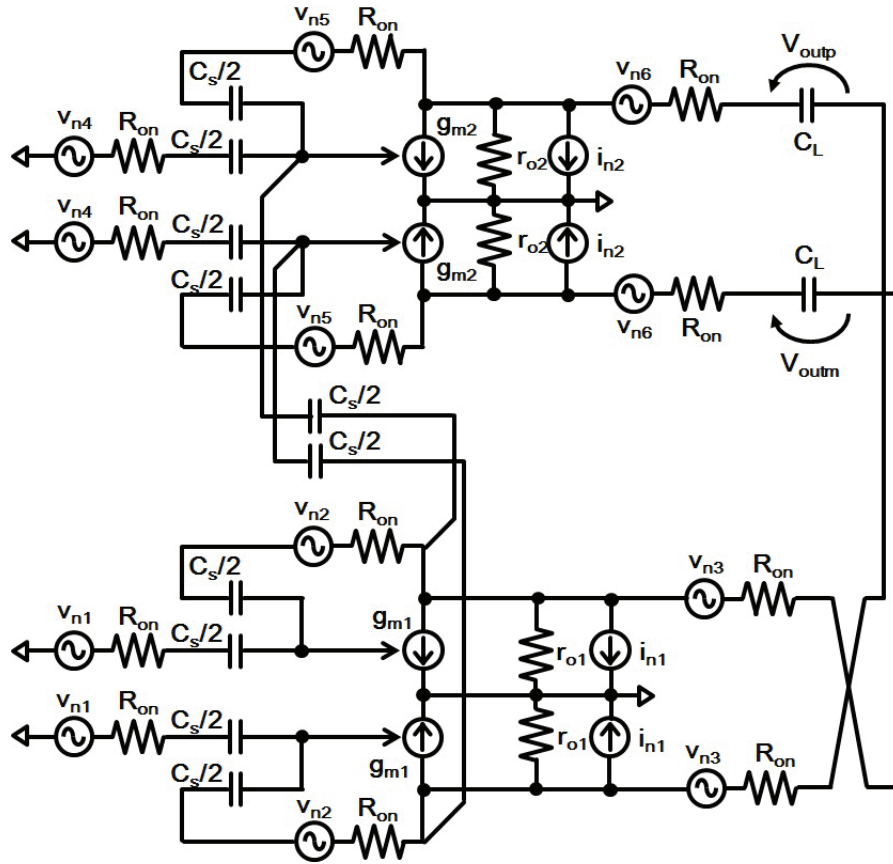 vn5 Ron
Cs/2
vn4 Ron Cs/2
gm2
ro2 in2
vn6 Ron
Voutp
CL
vn4 Ron Cs/2
gm2
ro2 in2
Cs/2
vn5 Ron
vn6 Ron
CL
Voutm
Cs/2
Cs/2
vn2 Ron
Cs/2
vn1 Ron Cs/2
gm1
ro1 in1
vn3 Ron
vn1 Ron Cs/2
gm1
ro1 in1
Cs/2
vn2 Ron
vn3 Ron